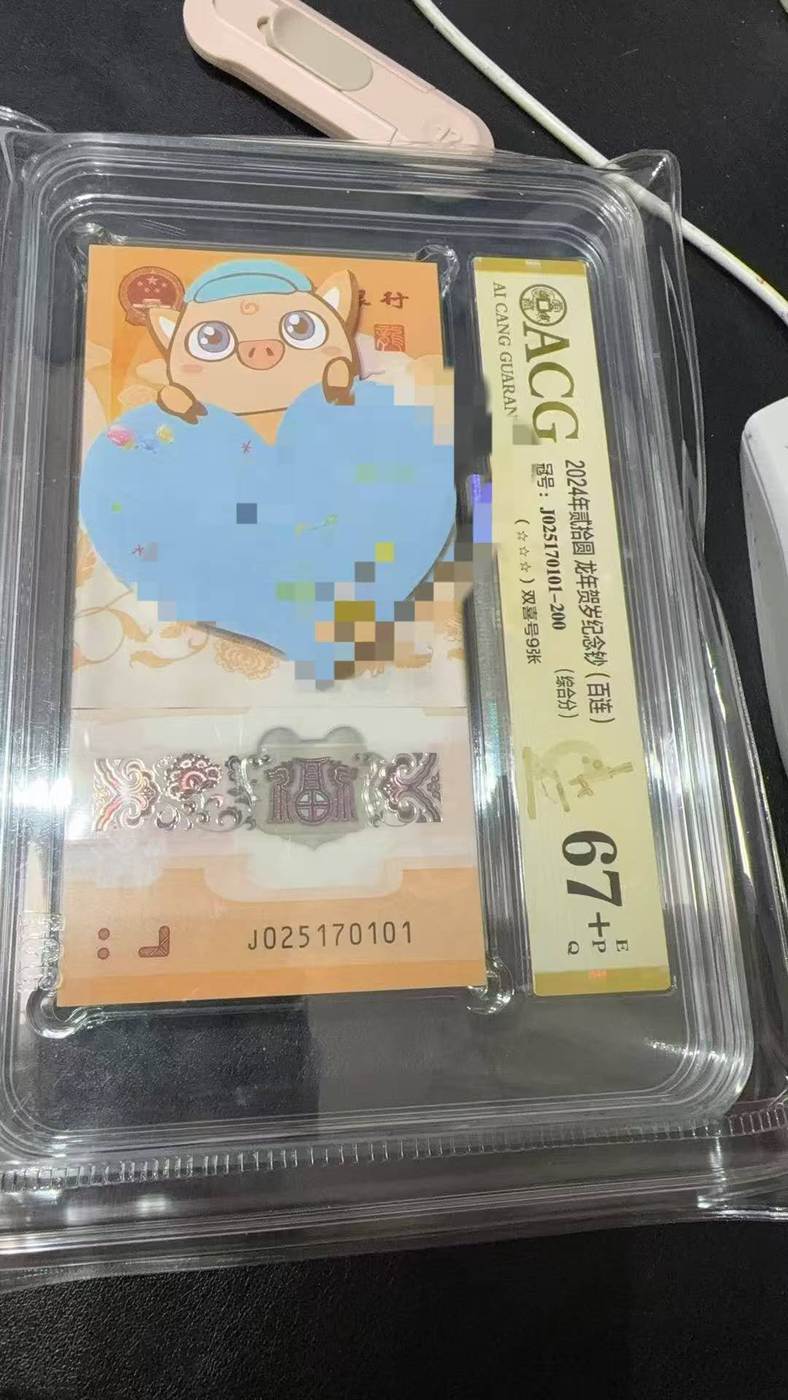 行
J025170101
ACG
AI CANG GUARAN
2024年贰拾圆 龙年贺岁纪念钞（百连）
冠号：J025170101-200 （综合分）
（☆☆☆）双喜号9张
67+
E
P
Q